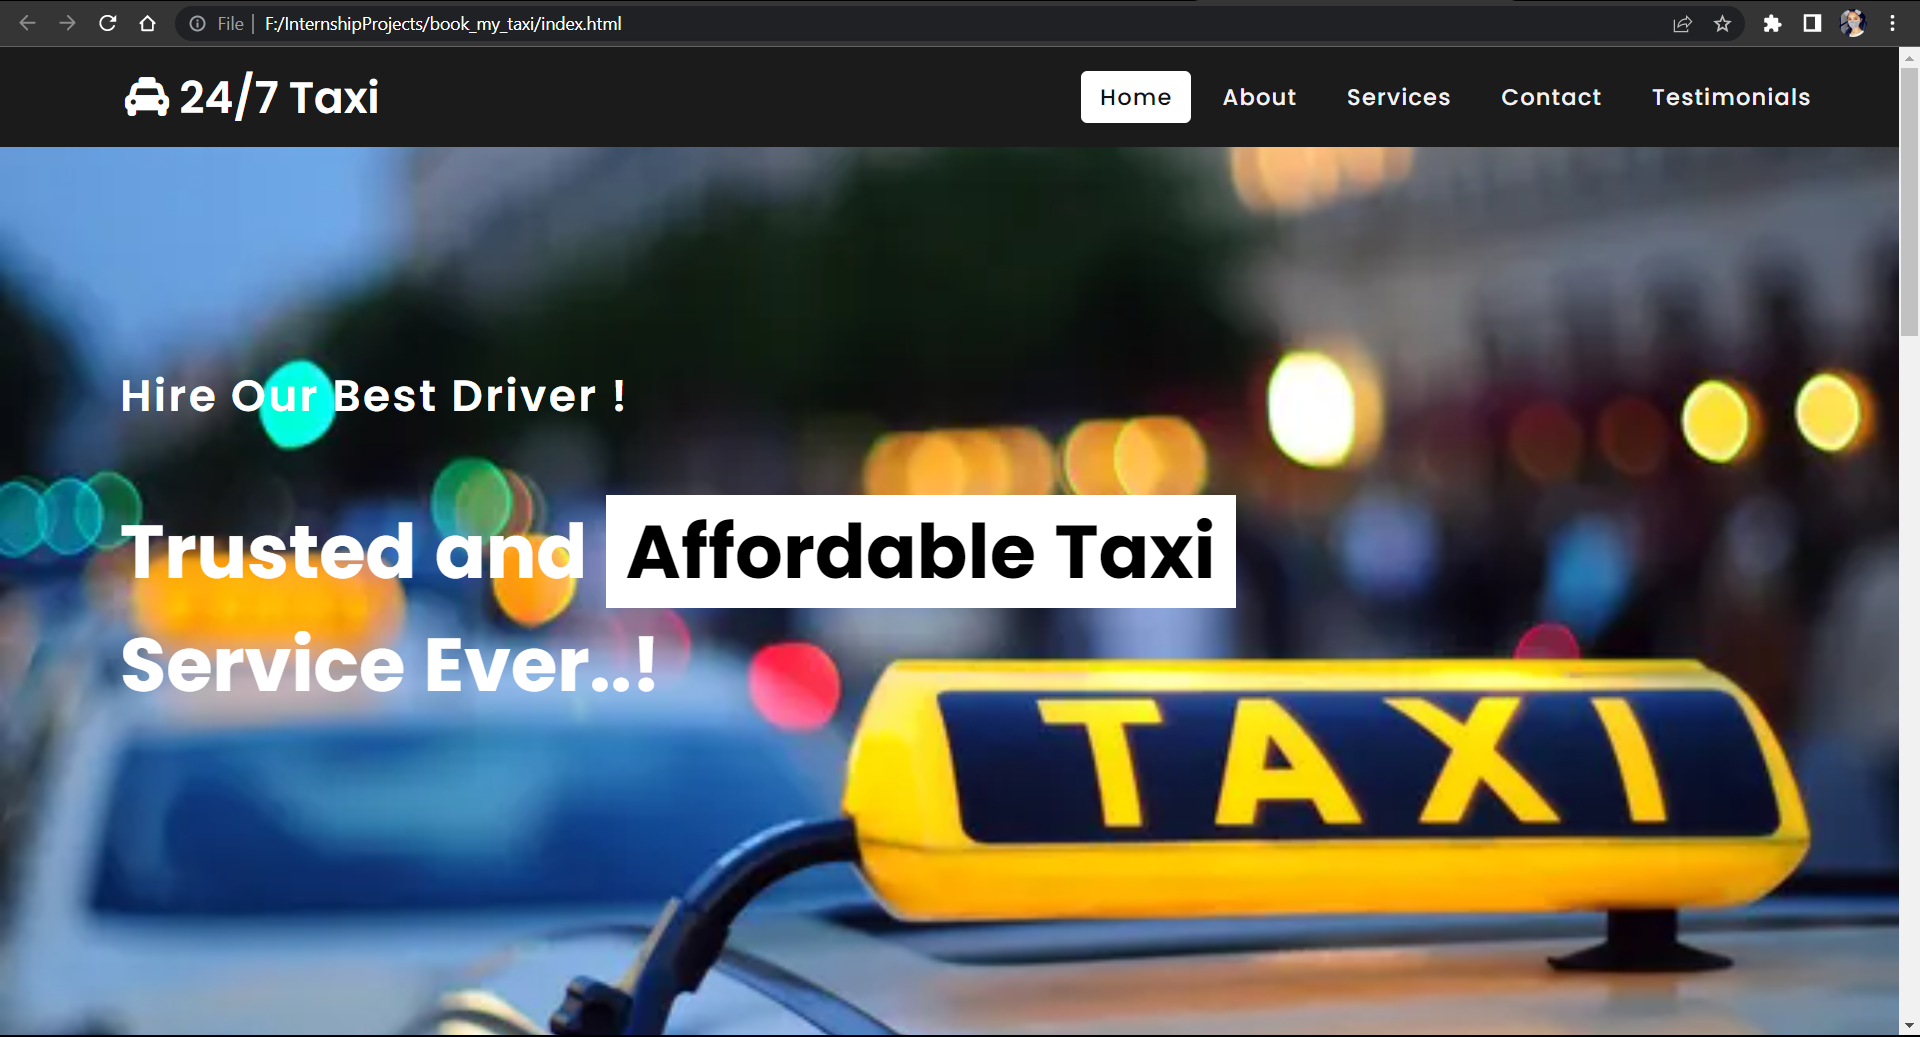 File | F:/InternshipProjects/book_my_taxi/index.html
24/7 Taxi
Home About Services Contact Testimonials
Hire Our Best Driver !
Trusted and Affordable Taxi
Service Ever..!
TAXI